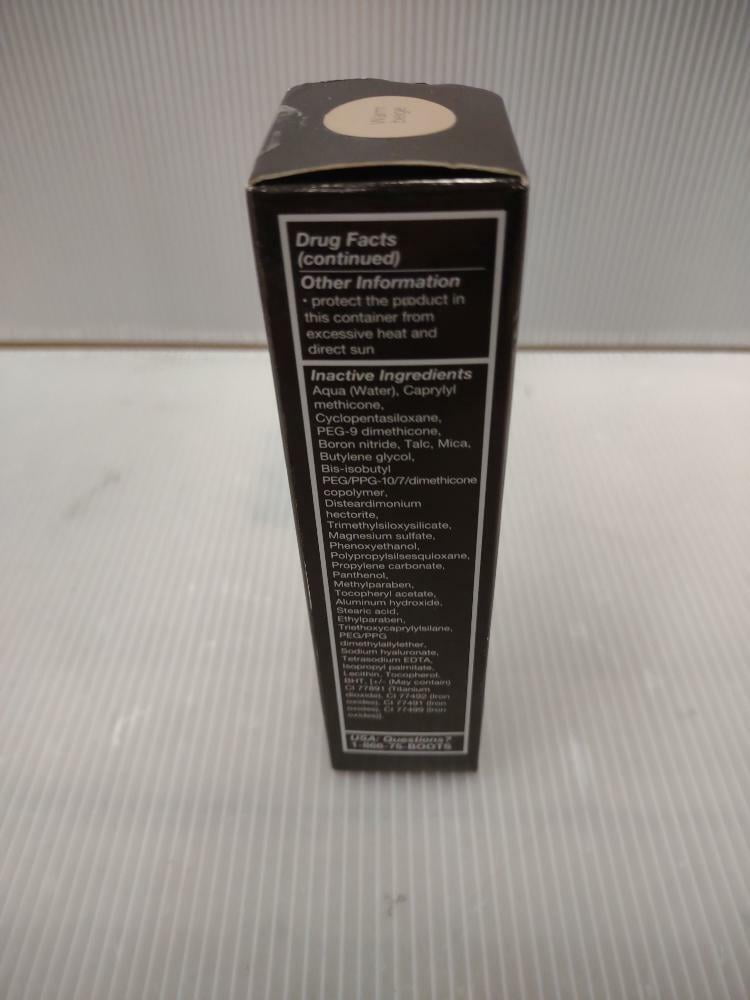 Warm
beige
Drug Facts
(continued)
Other Information
• protect the product in
this container from
excessive heat and
direct sun
Inactive Ingredients
Aqua (Water), Caprylyl
methicone,
Cyclopentasiloxane,
PEG-9 dimethicone,
Boron nitride, Talc, Mica,
Butylene glycol,
Bis-isobutyl
PEG/PPG-10/7/dimethicone
copolymer,
Disteardimonium
hectorite,
Trimethylsiloxysilicate,
Magnesium sulfate,
Phenoxyethanol,
Polypropylsilsesquioxane,
Propylene carbonate,
Panthenol,
Methylparaben,
Tocopheryl acetate,
Aluminum hydroxide,
Stearic acid,
Ethylparaben,
Triethoxycaprylylsilane,
PEG/PPG
dimethylallylether,
Sodium hyaluronate,
Tetrasodium EDTA,
Isopropyl palmitate,
Lecithin, Tocopherol,
BHT, [+/- (May contain)
CI 77891 (Titanium
dioxide), CI 77492 (Iron
oxides), CI 77491 (Iron
oxides), CI 77499 (Iron
oxides)].
USA: Questions?
1-866-75-BOOTS